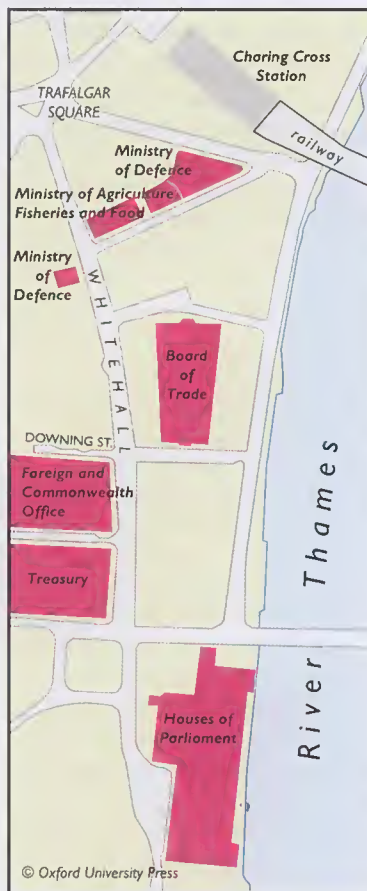 Charing Cross
Station
TRAFALGAR
SQUARE
railway
Ministry
of Defence
Ministry of Agriculture
Fisheries and Food
Ministry
of
Defence
WHITEHALL
Board
of
Trade
DOWNING ST.
Foreign and
Commonwealth
Office
Treasury
River Thames
Houses of
Parliament
© Oxford University Press